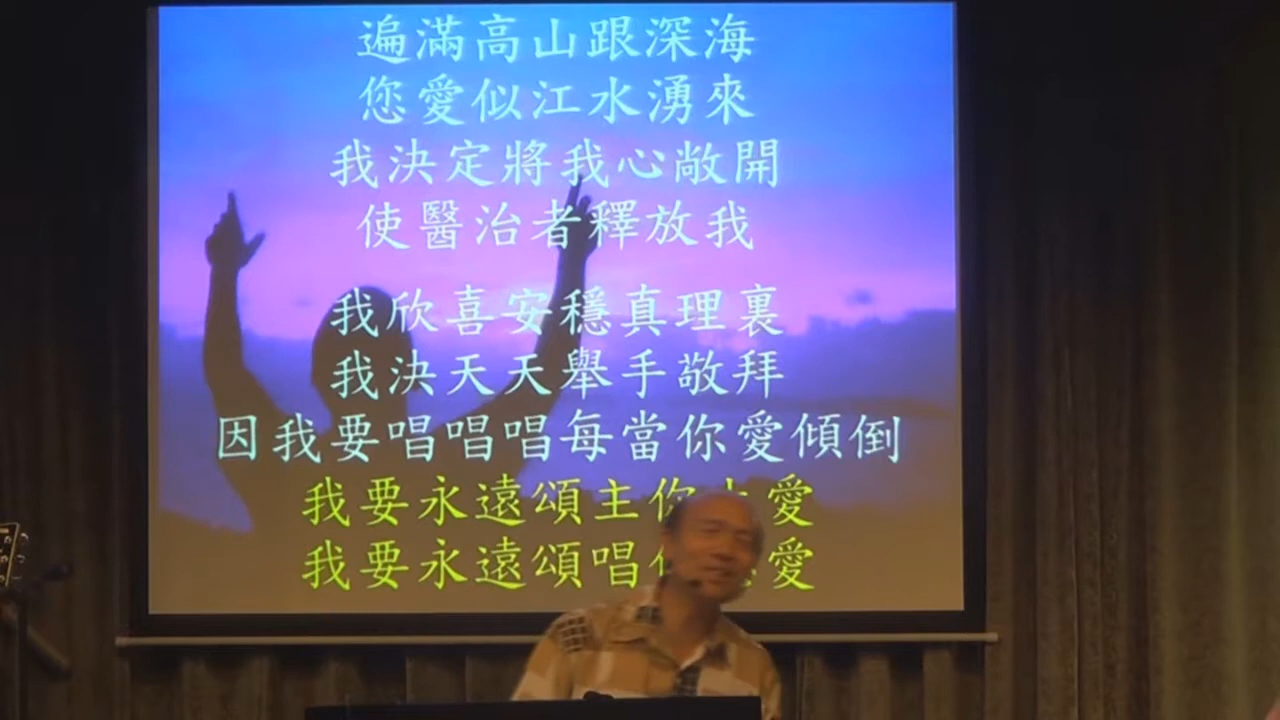 遍滿高山跟深海
您愛似江水湧來
我決定將我心敞開
使醫治者釋放我
我欣喜安穩真理裏
我決天天舉手敬拜
因我要唱唱唱每當你愛傾倒
我要永遠頌主你愛
我要永遠頌唱愛